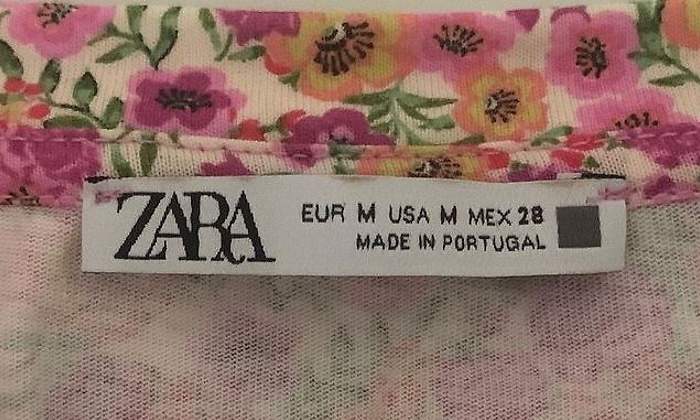 ZARA
EUR M USA M MEX 28
MADE IN PORTUGAL